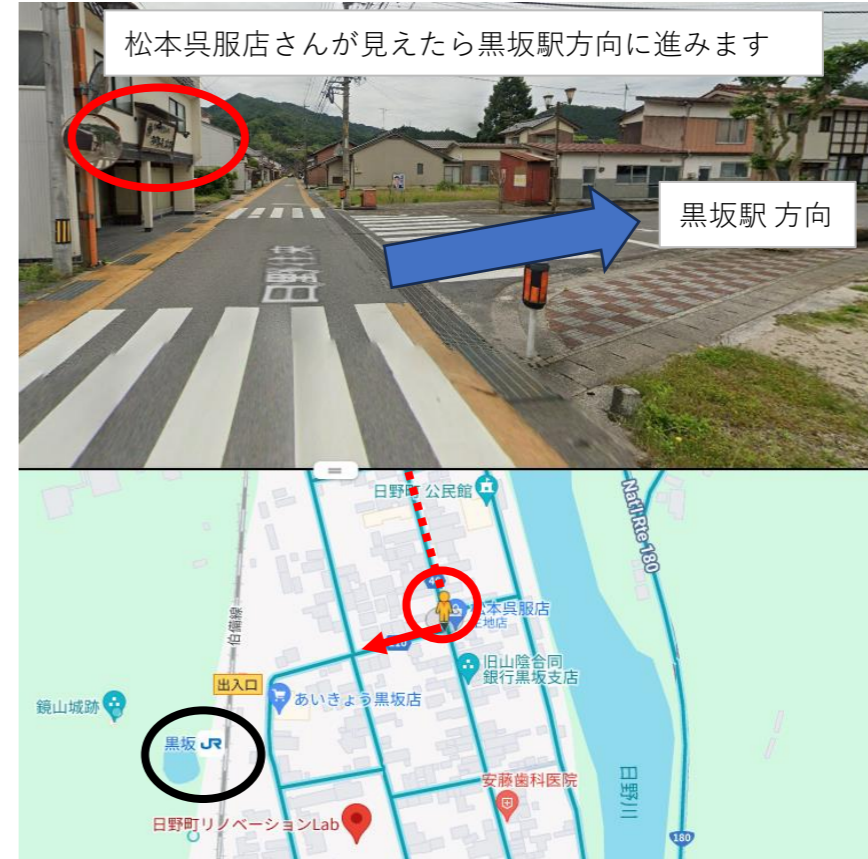 松本呉服店さんが見えたら黒坂駅方向に進みます
黒坂駅 方向
日野往来
日野町 公民館
Nat'l Rte 180
松本呉服店
伯備線
旧山陰合同
銀行黒坂支店
出入口
あいきょう黒坂店
鏡山城跡
黒坂 JR
安藤歯科医院
日野川
日野町リノベーションLab
180